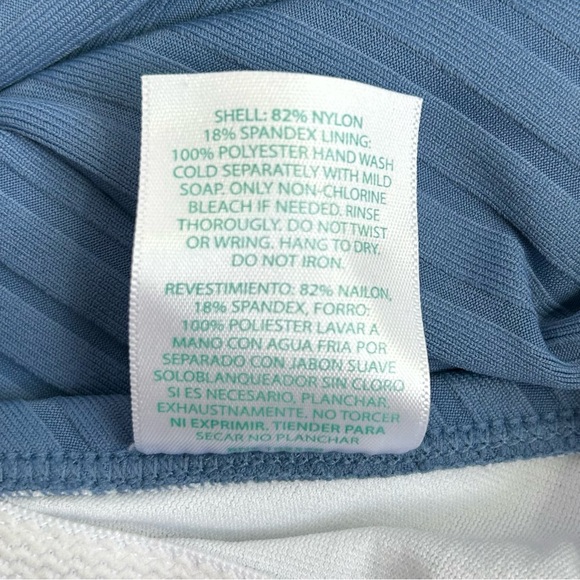 SHELL: 82% NYLON
18% SPANDEX LINING:
100% POLYESTER HAND WASH
COLD SEPARATELY WITH MILD
SOAP. ONLY NON-CHLORINE
BLEACH IF NEEDED. RINSE
THOROUGLY. DO NOT TWIST
OR WRING. HANG TO DRY.
DO NOT IRON.
REVESTIMIENTO: 82% NAILON,
18% SPANDEX, FORRO:
100% POLIESTER LAVAR A
MANO CON AGUA FRIA POR
SEPARADO CON JABON SUAVE
SOLOBLANQUEADOR SIN CLORO
SI ES NECESARIO, PLANCHAR.
EXHAUSTNAMENTE, NO TORCER
NI EXPRIMIR, TIENDER PARA
SECAR NO PLANCHAR